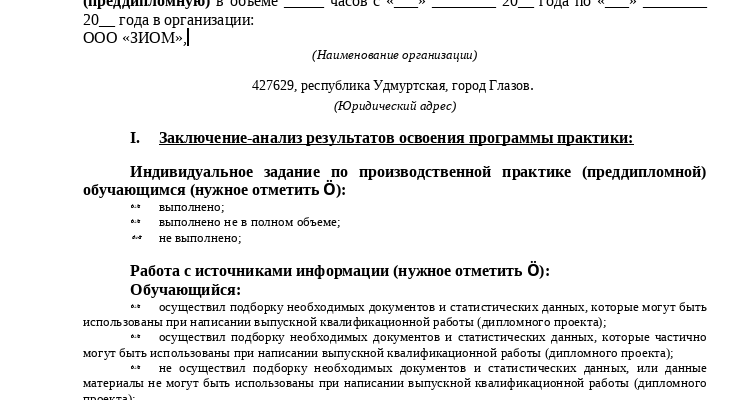 (преддипломную) в объеме _____ часов с «___» ________ 20__ года по «___» ________
20__ года в организации:
ООО «ЗИОМ»,
(Наименование организации)
427629, республика Удмуртская, город Глазов.
(Юридический адрес)
I. Заключение-анализ результатов освоения программы практики:
Индивидуальное задание по производственной практике (преддипломной)
обучающимся (нужное отметить Ö):
выполнено;
выполнено не в полном объеме;
не выполнено;
Работа с источниками информации (нужное отметить Ö):
Обучающийся:
осуществил подборку необходимых документов и статистических данных, которые могут быть
использованы при написании выпускной квалификационной работы (дипломного проекта);
осуществил подборку необходимых документов и статистических данных, которые частично
могут быть использованы при написании выпускной квалификационной работы (дипломного проекта);
не осуществил подборку необходимых документов и статистических данных, или данные
материалы не могут быть использованы при написании выпускной квалификационной работы (дипломного
проекта);